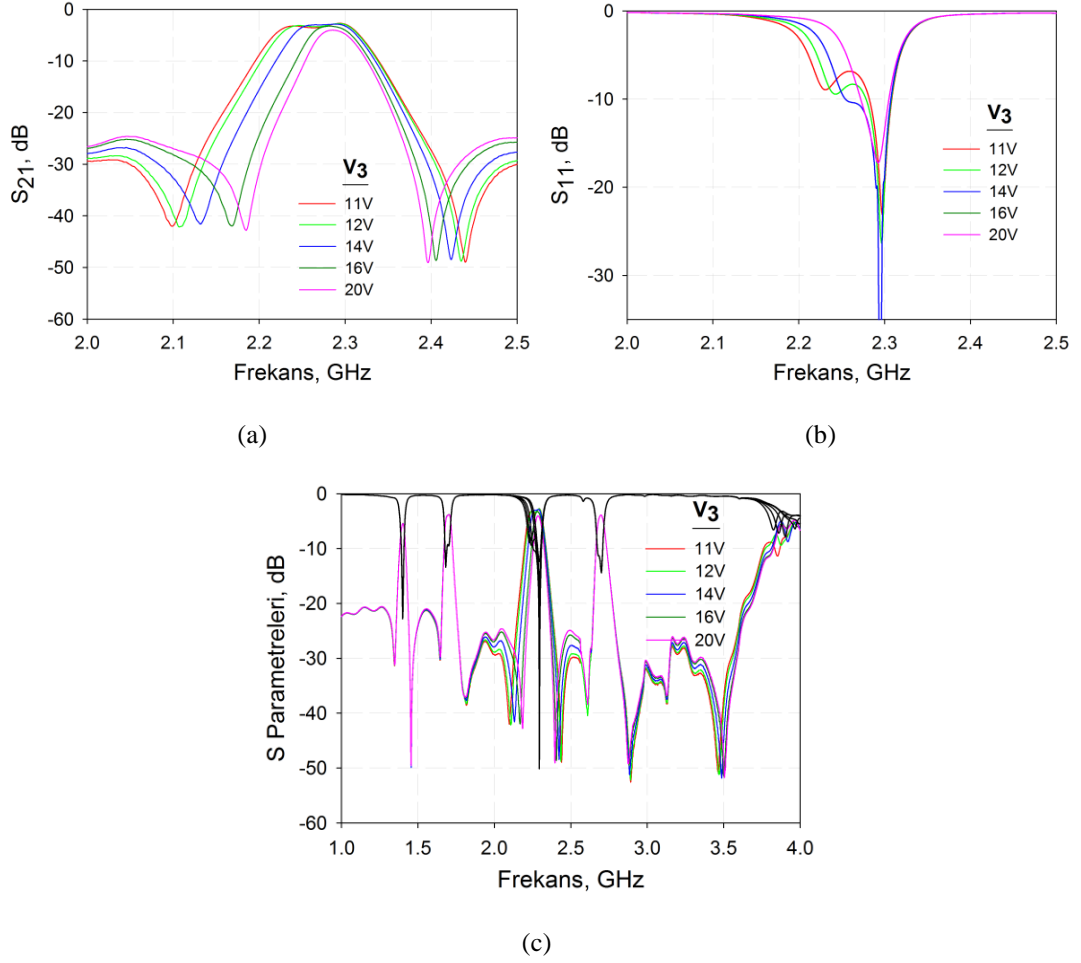 0
-10
-20
-30
-40
-50
-60
S21, dB
V3
11V
12V
14V
16V
20V
2.0 2.1 2.2 2.3 2.4 2.5
Frekans, GHz
(a)
0
-10
-20
-30
S11, dB
V3
11V
12V
14V
16V
20V
2.0 2.1 2.2 2.3 2.4 2.5
Frekans, GHz
(b)
0
-10
-20
-30
-40
-50
-60
S Parametreleri, dB
V3
11V
12V
14V
16V
20V
1.0 1.5 2.0 2.5 3.0 3.5 4.0
Frekans, GHz
(c)